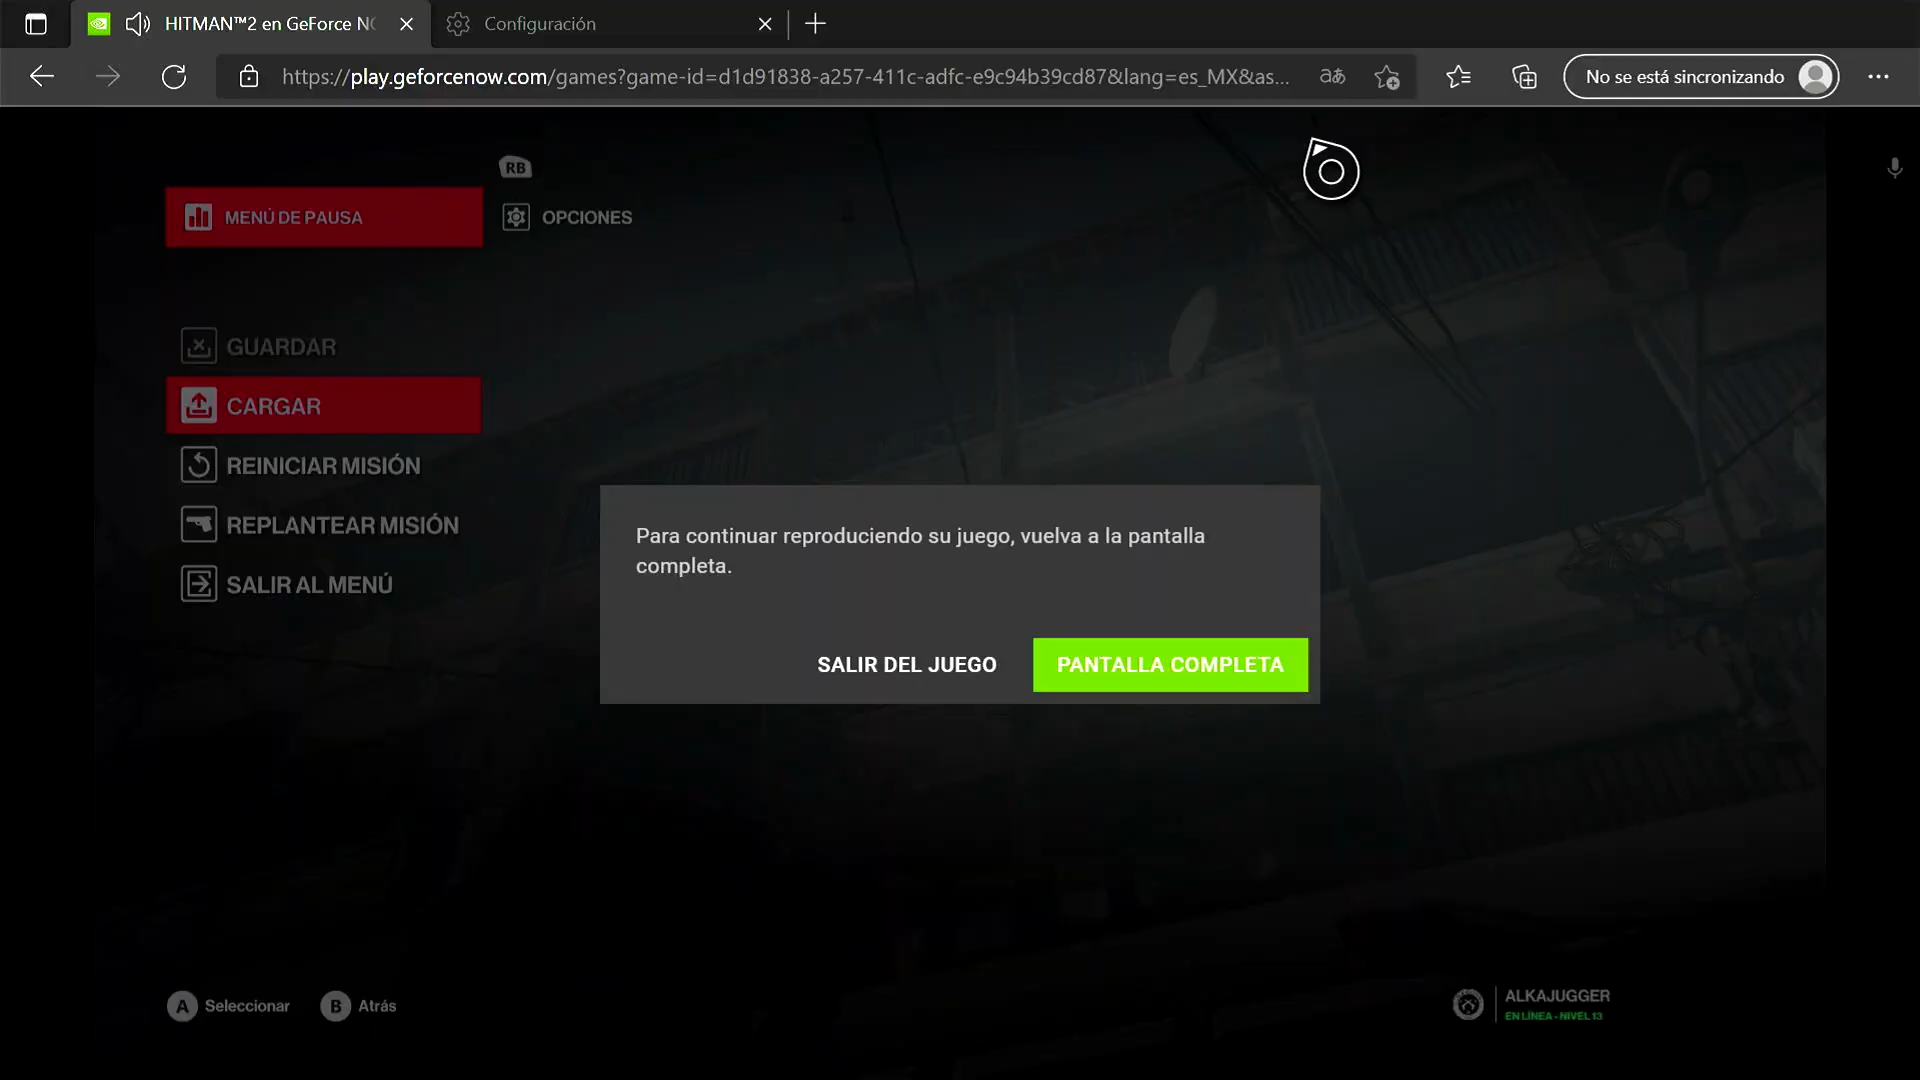 HITMAN™2 en GeForce N
Configuración
https://play.geforcenow.com/games?game-id=d1d91838-a257-411c-adfc-e9c94b39cd87&lang=es_MX&as...
aあ
No se está sincronizando
RB
MENÚ DE PAUSA
OPCIONES
GUARDAR
CARGAR
REINICIAR MISIÓN
REPLANTEAR MISIÓN
SALIR AL MENÚ
Para continuar reproduciendo su juego, vuelva a la pantalla
completa.
SALIR DEL JUEGO
PANTALLA COMPLETA
A Seleccionar
B Atrás
ALKAJUGGER
EN LÍNEA - NIVEL 13